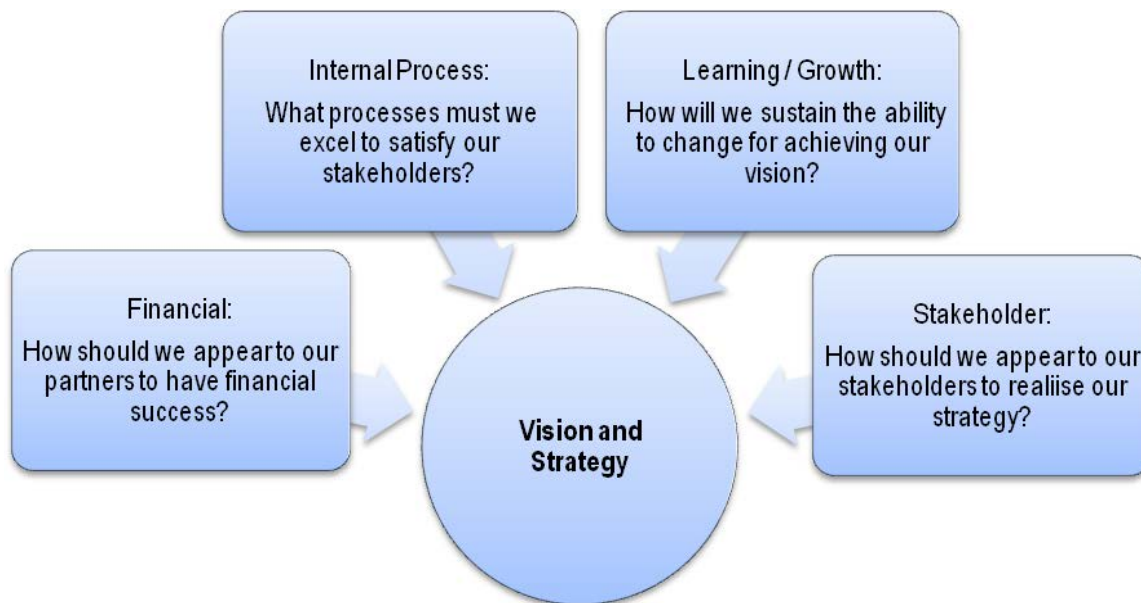 Internal Process:
What processes must we
excel to satisfy our
stakeholders?
Learning / Growth:
How will we sustain the ability
to change for achieving our
vision?
Financial:
How should we appear to our
partners to have financial
success?
Stakeholder:
How should we appear to our
stakeholders to realiise our
strategy?
Vision and
Strategy